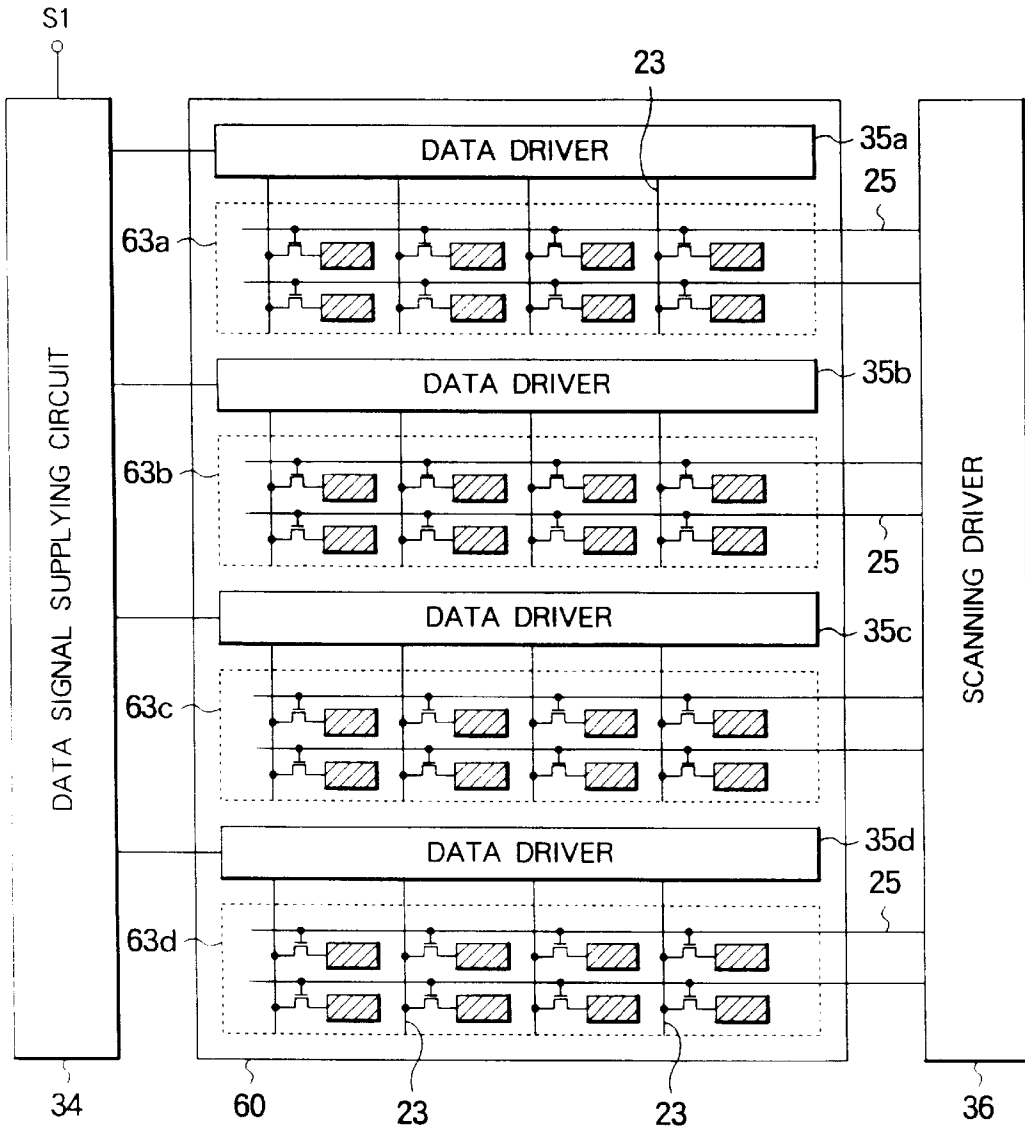 S1
23
DATA DRIVER
35a
25
63a
DATA DRIVER
35b
63b
25
DATA DRIVER
35c
63c
DATA DRIVER
35d
25
63d
DATA SIGNAL SUPPLYING CIRCUIT
SCANNING DRIVER
34
60
23
23
36